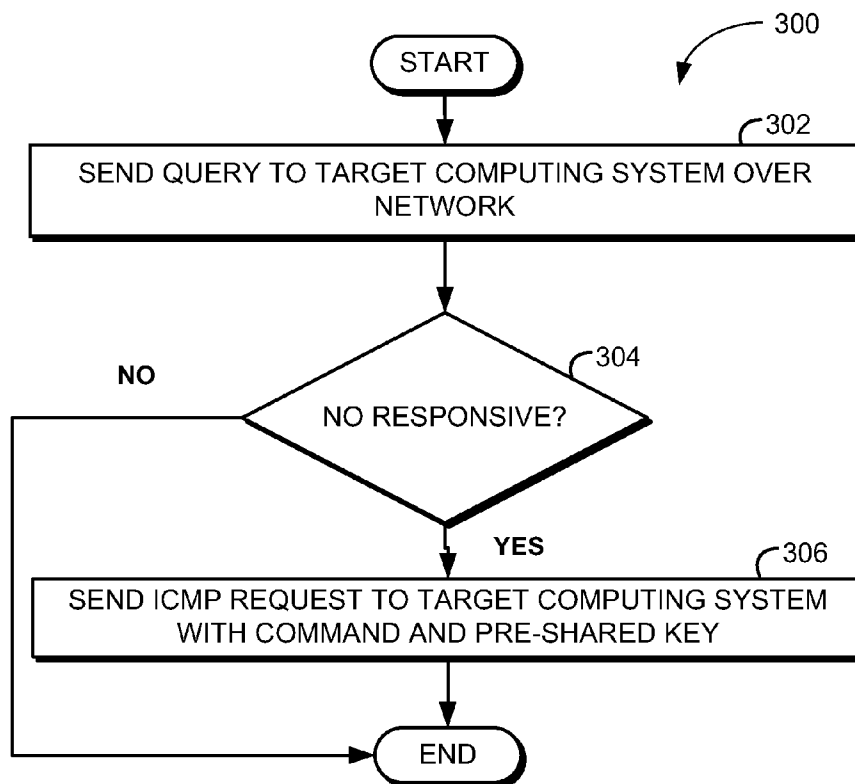 300
START
302
SEND QUERY TO TARGET COMPUTING SYSTEM OVER
NETWORK
304
NO
NO RESPONSIVE?
YES
306
SEND ICMP REQUEST TO TARGET COMPUTING SYSTEM
WITH COMMAND AND PRE-SHARED KEY
END